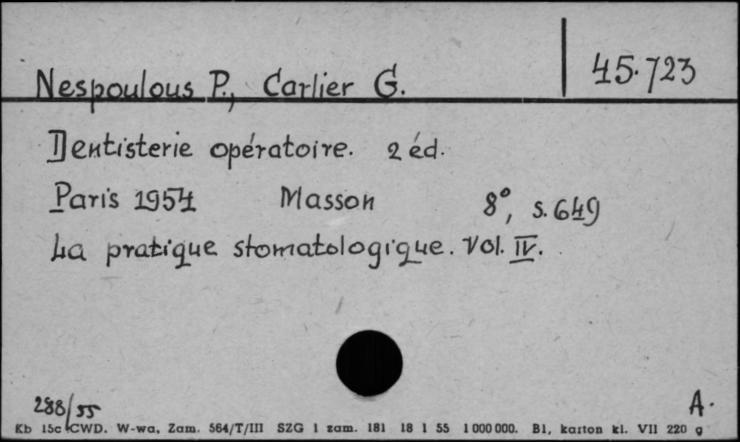 Nespoulous P., Carlier G.
45.723
Dentisterie opératoire. 2 éd.
Paris 1954 Masson 8°, s. 649
La pratique stomatologique. Vol. IV.
288/55
A.
Kb 15c CWD. W-wa, Zam. 564/T/III SZG 1 zam. 181 18 1 55 1 000 000. B1, karton kl. VII 220 g